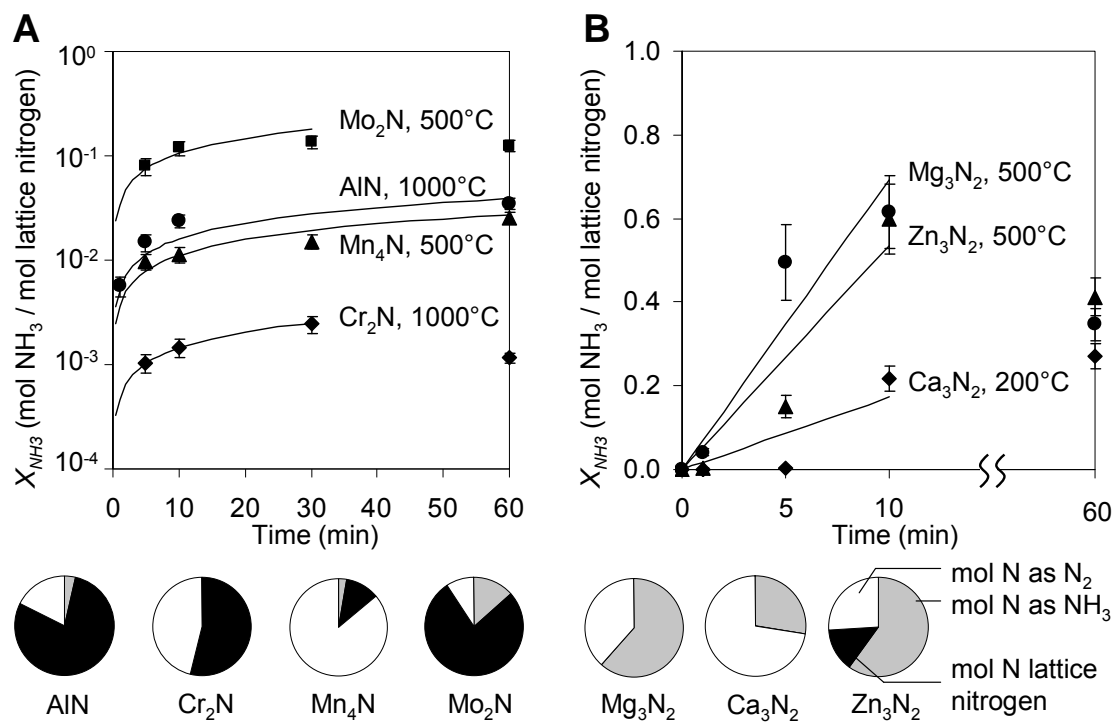 A
B
10⁰
10⁻¹
10⁻²
10⁻³
10⁻⁴
X_NH3 (mol NH₃ / mol lattice nitrogen)
Mo₂N, 500°C
AlN, 1000°C
Mn₄N, 500°C
Cr₂N, 1000°C
0 10 20 30 40 50 60
Time (min)
1.0
0.8
0.6
0.4
0.2
0.0
X_NH3 (mol NH₃ / mol lattice nitrogen)
Mg₃N₂, 500°C
Zn₃N₂, 500°C
Ca₃N₂, 200°C
0 5 10 60
Time (min)
AlN
Cr₂N
Mn₄N
Mo₂N
Mg₃N₂
Ca₃N₂
Zn₃N₂
mol N as N₂
mol N as NH₃
mol N lattice
nitrogen